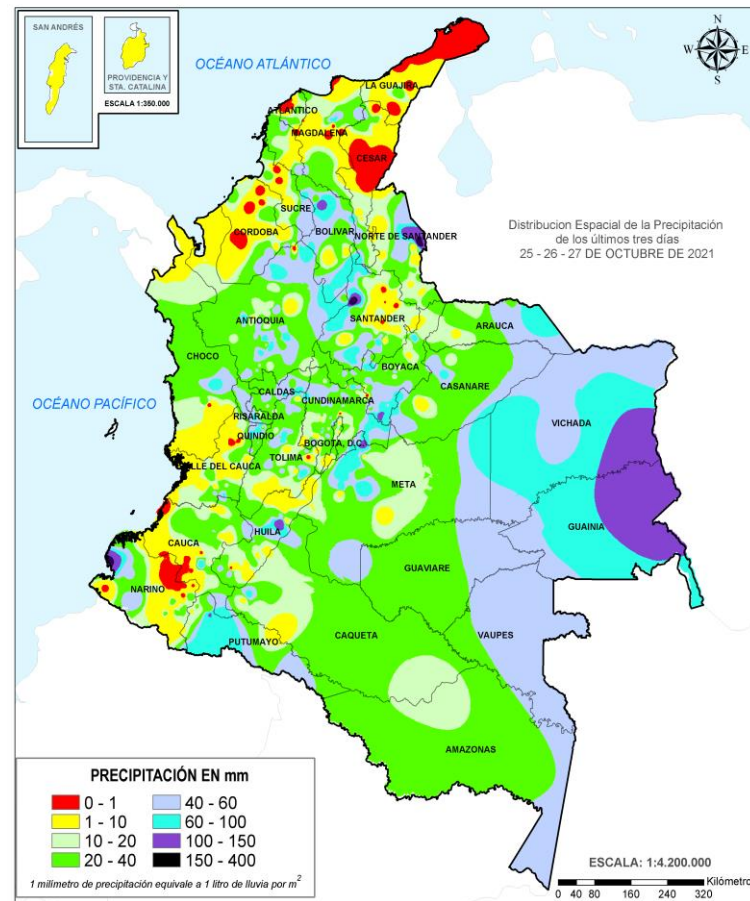 SAN ANDRÉS
PROVIDENCIA Y
STA. CATALINA
ESCALA 1:350.000
OCÉANO ATLÁNTICO
N
W
E
S
LA GUAJIRA
ATLANTICO
MAGDALENA
CESAR
SUCRE
CORDOBA
BOLIVAR
NORTE DE SANTANDER
Distribucion Espacial de la Precipitación
de los últimos tres días
25 - 26 - 27 DE OCTUBRE DE 2021
ANTIOQUIA
SANTANDER
ARAUCA
CHOCO
BOYACA
CASANARE
OCÉANO PACÍFICO
CALDAS
CUNDINAMARCA
RISARALDA
VICHADA
QUINDIO
BOGOTA, D.C.
TOLIMA
VALLE DEL CAUCA
META
GUAINIA
CAUCA
HUILA
GUAVIARE
NARINO
PUTUMAYO
CAQUETA
VAUPES
AMAZONAS
PRECIPITACIÓN EN mm
0 - 1
40 - 60
1 - 10
60 - 100
10 - 20
100 - 150
20 - 40
150 - 400
1 milímetro de precipitación equivale a 1 litro de lluvia por m²
ESCALA: 1:4.200.000
Kilómetro
0 40 80 160 240 320